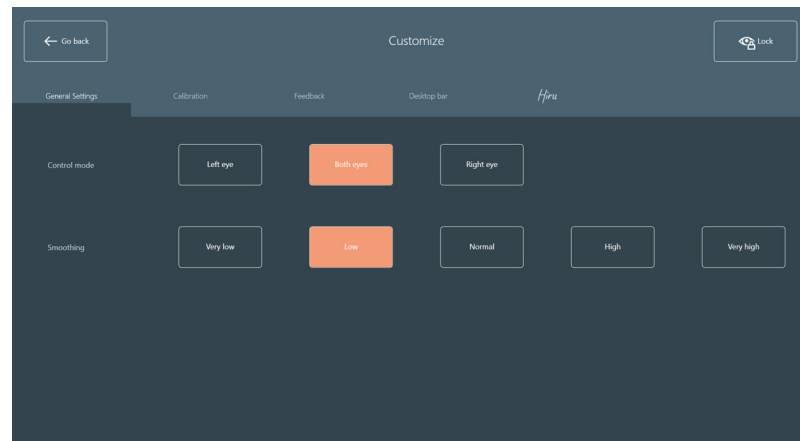 Go back
Customize
Lock
General Settings
Calibration
Feedback
Desktop bar
Hiru
Control mode
Left eye
Both eyes
Right eye
Smoothing
Very low
Low
Normal
High
Very high